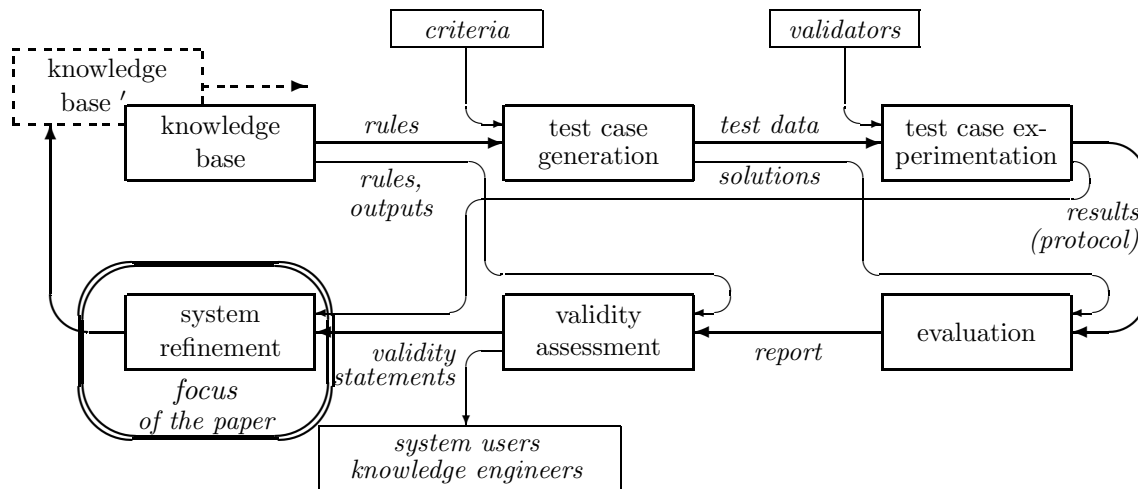 criteria
validators
knowledge
base ′
knowledge
base
rules
test case
generation
test data
test case ex-
perimentation
rules,
outputs
solutions
results
(protocol)
system
refinement
validity
assessment
evaluation
validity
statements
report
focus
of the paper
system users
knowledge engineers